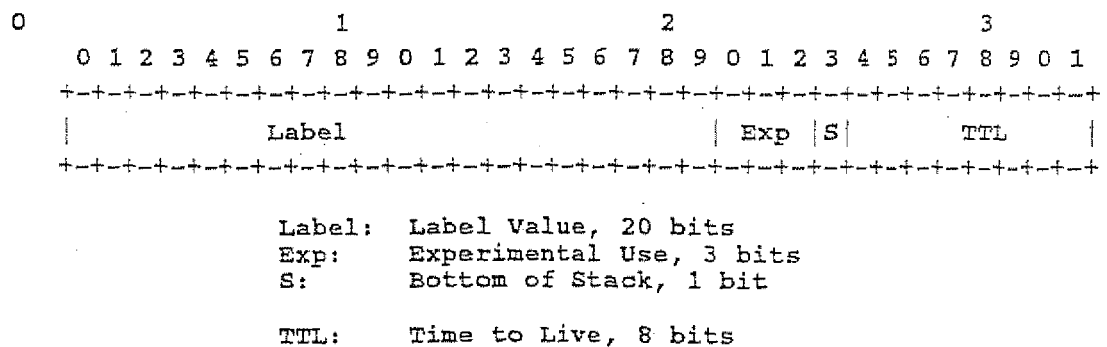 0 1 2 3
0 1 2 3 4 5 6 7 8 9 0 1 2 3 4 5 6 7 8 9 0 1 2 3 4 5 6 7 8 9 0 1
+-+-+-+-+-+-+-+-+-+-+-+-+-+-+-+-+-+-+-+-+-+-+-+-+-+-+-+-+-+-+-+-+
| Label | Exp |S| TTL |
+-+-+-+-+-+-+-+-+-+-+-+-+-+-+-+-+-+-+-+-+-+-+-+-+-+-+-+-+-+-+-+-+
Label: Label Value, 20 bits
Exp: Experimental Use, 3 bits
S: Bottom of Stack, 1 bit
TTL: Time to Live, 8 bits